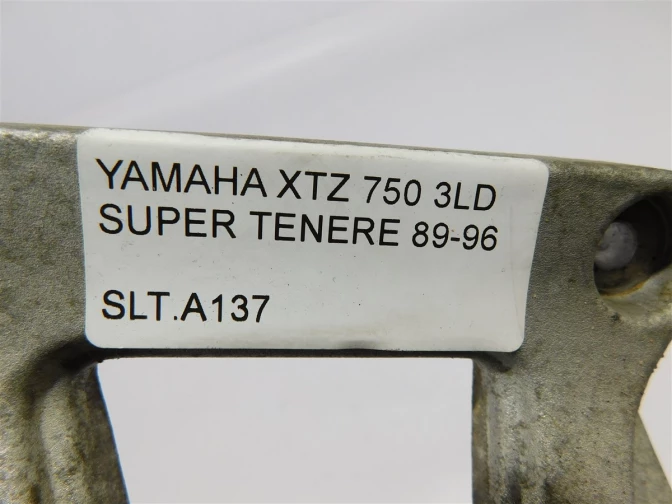 YAMAHA XTZ 750 3LD
SUPER TENERE 89-96
SLT.A137